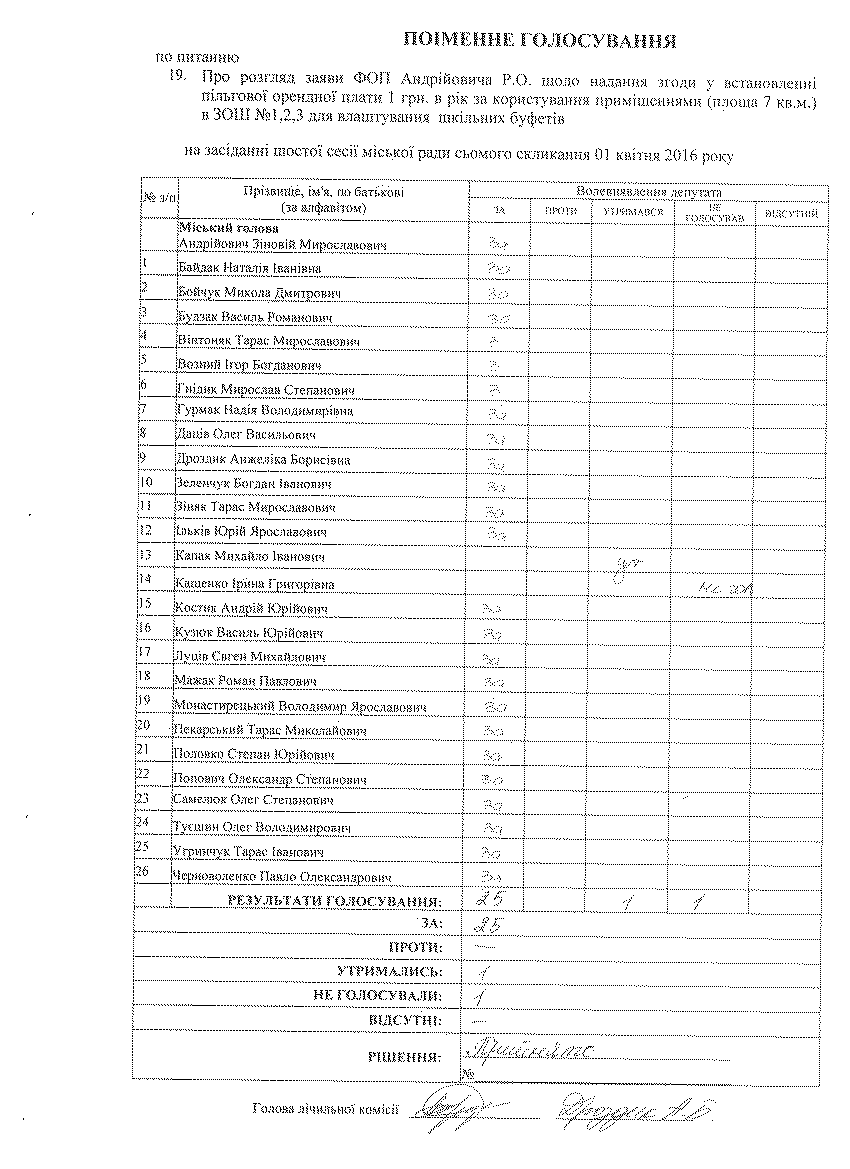 ПОІМЕННЕ ГОЛОСУВАННЯ
по питанню
19. Про розгляд заяви ФОП Андрійовича Р.О. щодо надання згоди у встановленні
пільгової орендної плати 1 грн. в рік за користування приміщеннями (площа 7 кв.м.)
в ЗОШ №1,2,3 для влаштування шкільних буфетів
на засіданні шостої сесії міської ради сьомого скликання 01 квітня 2016 року
№ з/п Прізвище, ім'я, по батькові Волевиявлення депутата
(за алфавітом) ЗА ПРОТИ УТРИМАВСЯ НЕ ГОЛОСУВАВ ВІДСУТНІЙ
Міський голова
Андрійович Зіновій Мирославович За
1 Байдак Наталія Іванівна За
2 Бойчук Микола Дмитрович За
3 Будзак Василь Романович За
4 Вінтоняк Тарас Мирославович
5 Возний Ігор Богданович
6 Гнідик Мирослав Степанович
7 Гурмак Надія Володимирівна За
8 Даців Олег Васильович За
9 Дроздик Анжеліка Борисівна За
10 Зеленчук Богдан Іванович За
11 Зіняк Тарас Мирославович За
12 Ільків Юрій Ярославович За
13 Капак Михайло Іванович ут
14 Кащенко Ірина Григорівна не гол
15 Костик Андрій Юрійович За
16 Кузюк Василь Юрійович За
17 Луців Євген Михайлович За
18 Мажак Роман Павлович За
19 Монастирецький Володимир Ярославович За
20 Пекарський Тарас Миколайович За
21 Половко Степан Юрійович За
22 Попович Олександр Степанович За
23 Самелюк Олег Степанович За
24 Тусшин Олег Володимирович За
25 Угринчук Тарас Іванович За
26 Черноволенко Павло Олександрович За
РЕЗУЛЬТАТИ ГОЛОСУВАННЯ: 25 1 1
ЗА: 25
ПРОТИ: —
УТРИМАЛИСЬ: 1
НЕ ГОЛОСУВАЛИ: 1
ВІДСУТНІ: —
РІШЕННЯ: Прийнято
№
Голова лічильної комісії Дроздик А.Б.